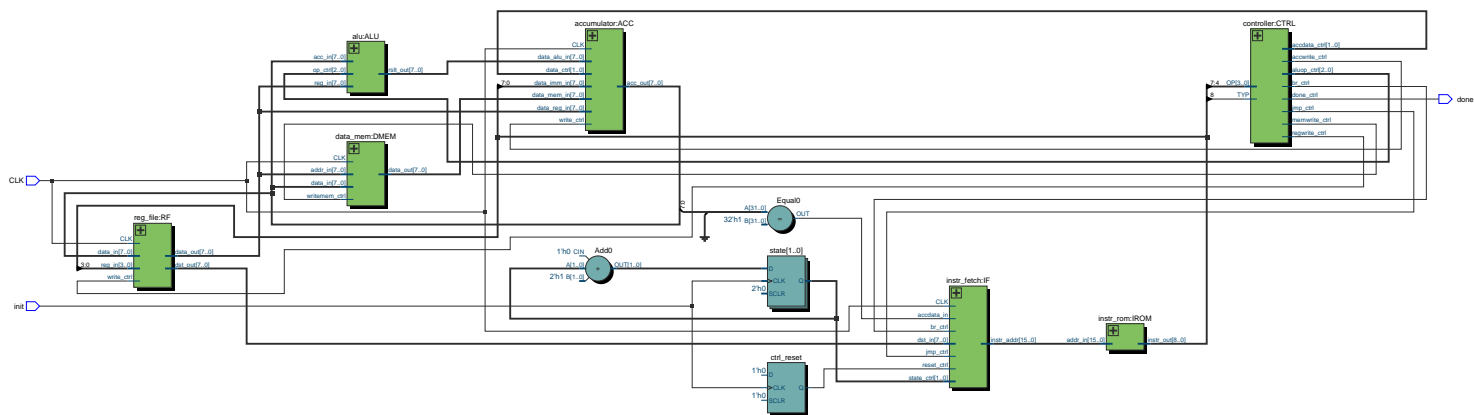 accumulator:ACC
CLK
data_alu_in[7..0]
data_ctrl[1..0]
7:0
data_imm_in[7..0]
data_mem_in[7..0]
data_reg_in[7..0]
write_ctrl
acc_out[7..0]
controller:CTRL
7:4
OP[3..0]
8
TYP
accdata_ctrl[1..0]
accwrite_ctrl
aluop_ctrl[2..0]
br_ctrl
done_ctrl
jmp_ctrl
memwrite_ctrl
regwrite_ctrl
done
alu:ALU
acc_in[7..0]
op_ctrl[2..0]
reg_in[7..0]
rslt_out[7..0]
data_mem:DMEM
CLK
addr_in[7..0]
data_in[7..0]
writemem_ctrl
data_out[7..0]
CLK
reg_file:RF
CLK
data_in[7..0]
3:0
reg_in[3..0]
write_ctrl
data_out[7..0]
dst_out[7..0]
init
7:0
Equal0
A[31..0]
32'h1 B[31..0]
=
OUT
Add0
1'h0 CIN
A[1..0]
2'h1 B[1..0]
+
OUT[1..0]
state[1..0]
D
CLK
2'h0
SCLR
Q
ctrl_reset
1'h0
D
CLK
1'h0
SCLR
Q
instr_fetch:IF
CLK
accdata_in
br_ctrl
dst_in[7..0]
jmp_ctrl
reset_ctrl
state_ctrl[1..0]
instr_addr[15..0]
instr_rom:IROM
addr_in[15..0]
instr_out[8..0]